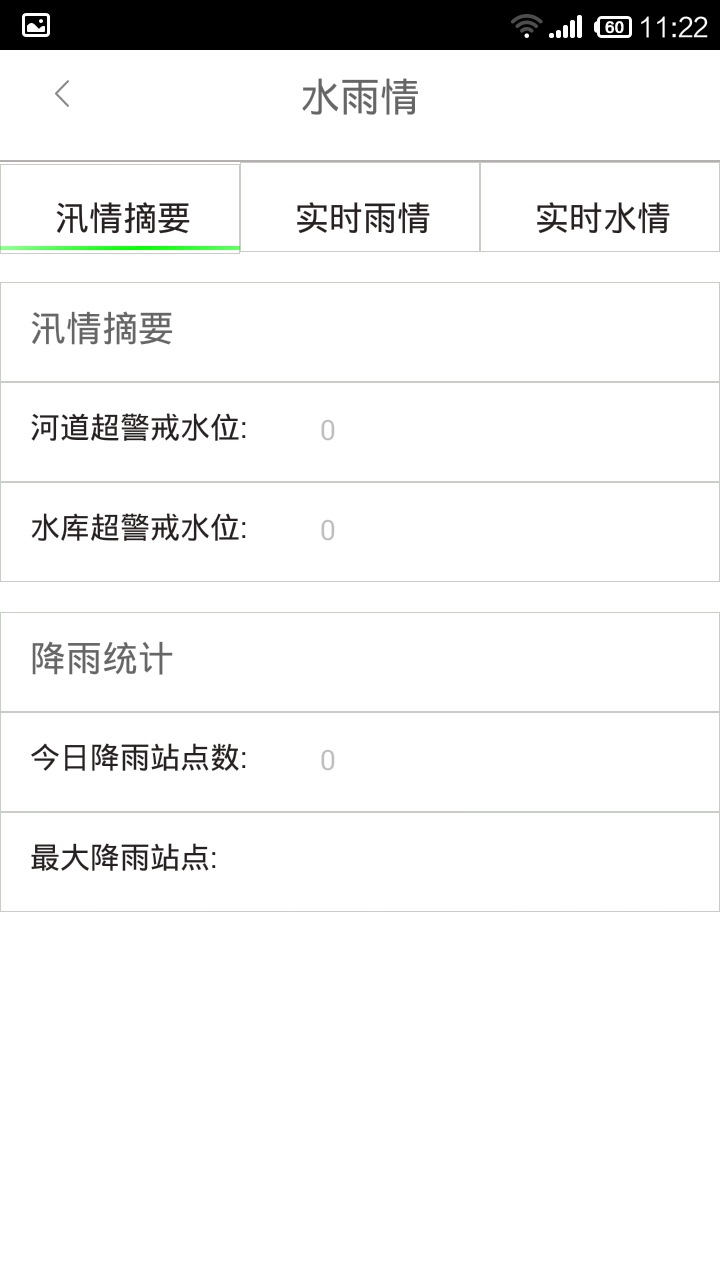 60 11:22
水雨情
汛情摘要 实时雨情 实时水情
汛情摘要
河道超警戒水位: 0
水库超警戒水位: 0
降雨统计
今日降雨站点数: 0
最大降雨站点: